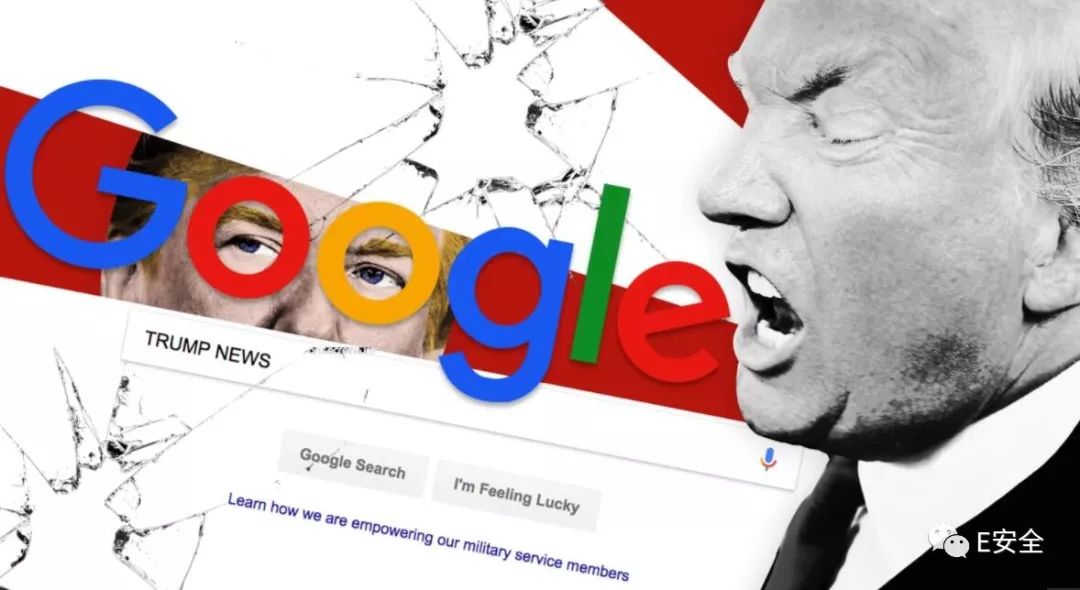 Google
TRUMP NEWS
Google Search
I'm Feeling Lucky
Learn how we are empowering our military service members
E安全